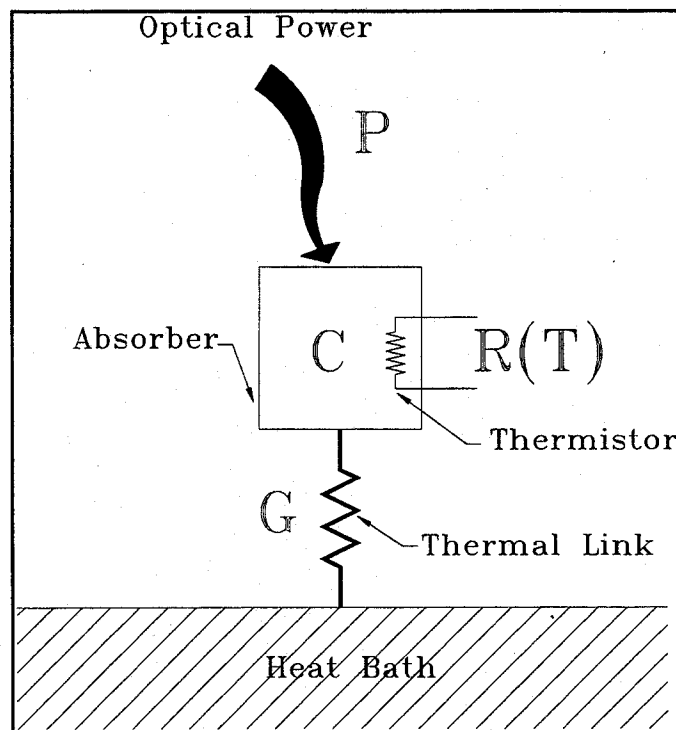 Optical Power
P
Absorber
C
R(T)
Thermistor
G
Thermal Link
Heat Bath